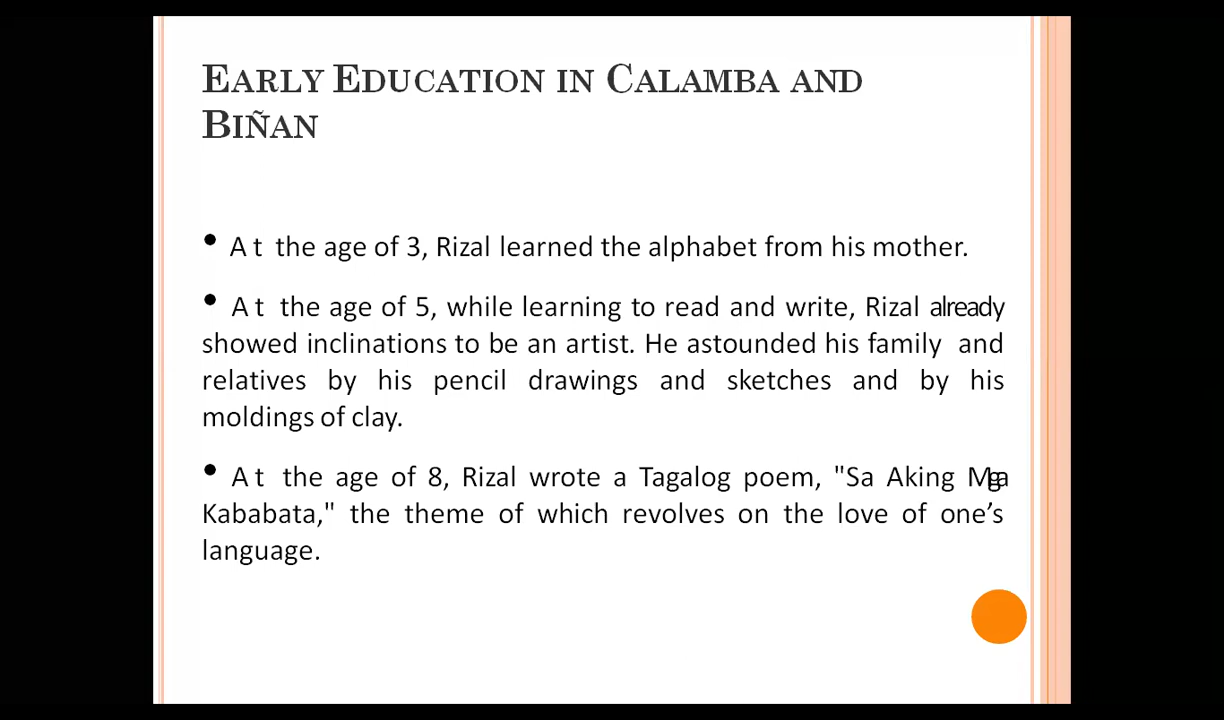 EARLY EDUCATION IN CALAMBA AND
BIÑAN
• At the age of 3, Rizal learned the alphabet from his mother.
• At the age of 5, while learning to read and write, Rizal already
showed inclinations to be an artist. He astounded his family and
relatives by his pencil drawings and sketches and by his
moldings of clay.
• At the age of 8, Rizal wrote a Tagalog poem, "Sa Aking Mga
Kababata," the theme of which revolves on the love of one’s
language.